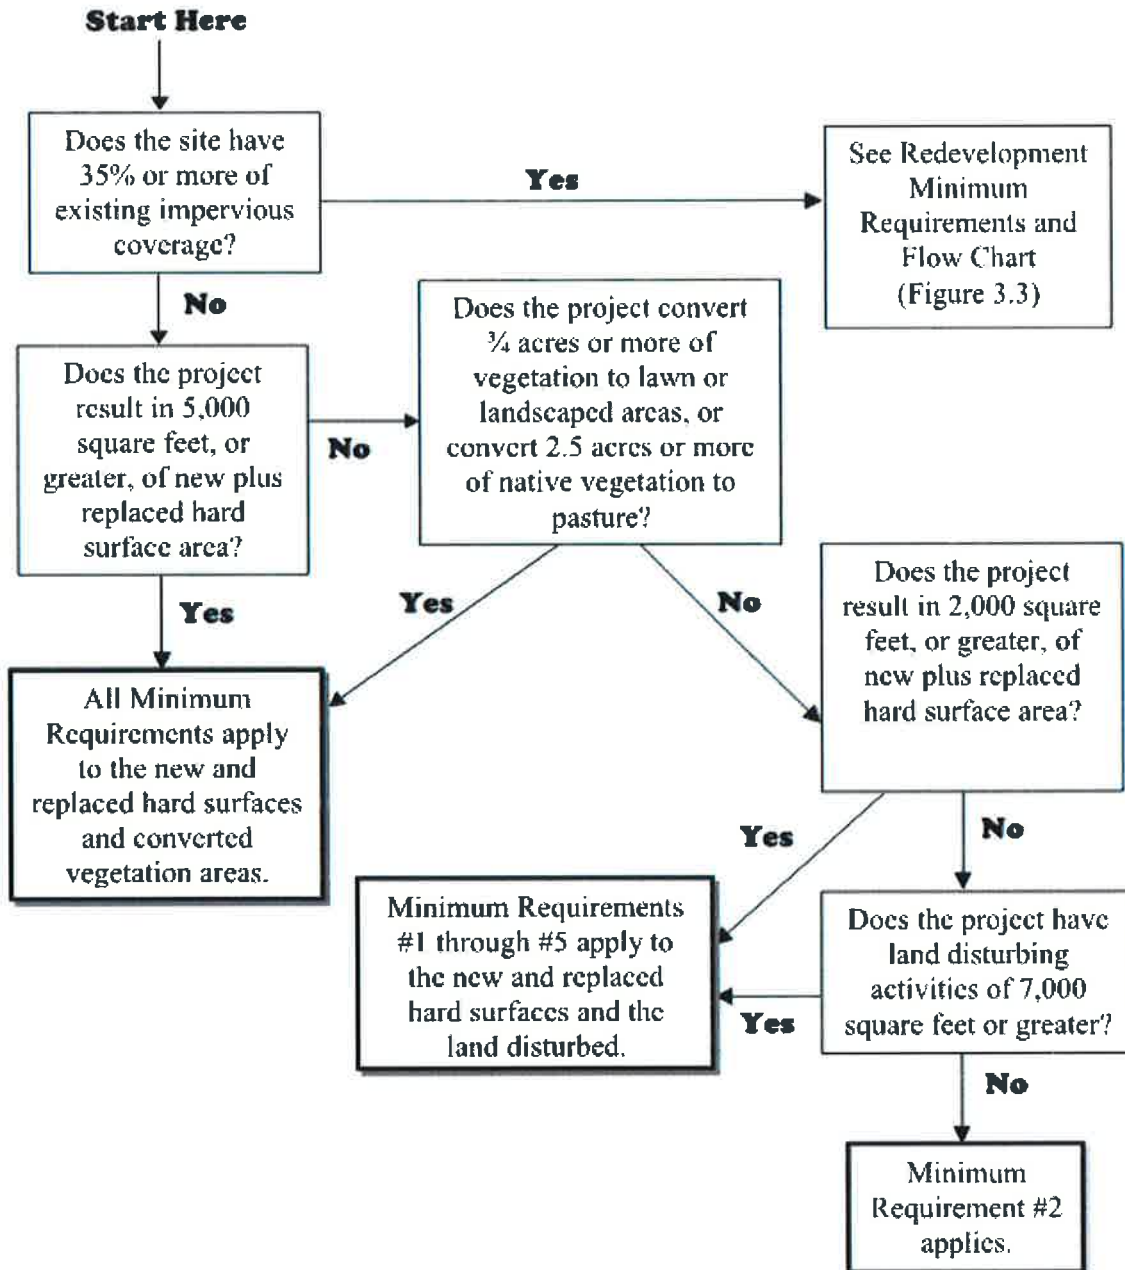 Start Here
Does the site have
35% or more of
existing impervious
coverage?
Yes
See Redevelopment
Minimum
Requirements and
Flow Chart
(Figure 3.3)
No
Does the project
result in 5,000
square feet, or
greater, of new plus
replaced hard
surface area?
No
Does the project convert
¾ acres or more of
vegetation to lawn or
landscaped areas, or
convert 2.5 acres or more
of native vegetation to
pasture?
Yes
Yes
No
Does the project
result in 2,000 square
feet, or greater, of
new plus replaced
hard surface area?
All Minimum
Requirements apply
to the new and
replaced hard surfaces
and converted
vegetation areas.
Yes
No
Minimum Requirements
#1 through #5 apply to
the new and replaced
hard surfaces and the
land disturbed.
Does the project have
land disturbing
activities of 7,000
square feet or greater?
Yes
No
Minimum
Requirement #2
applies.